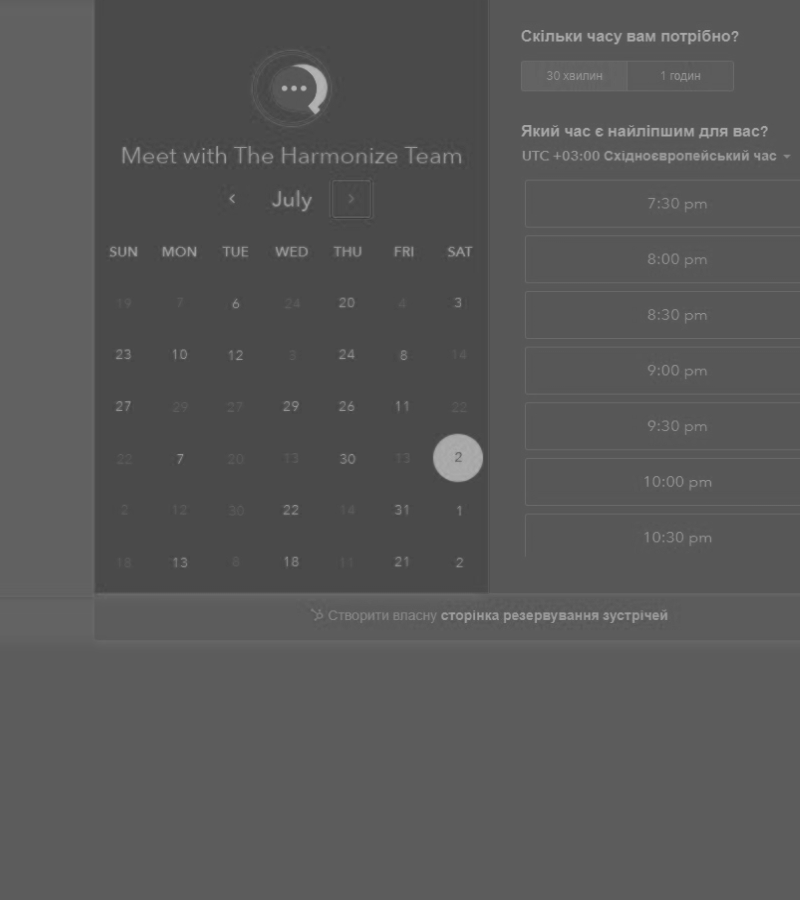 Meet with The Harmonize Team
July
SUN MON TUE WED THU FRI SAT
19 7 6 24 20 4 3
23 10 12 3 24 8 14
27 29 27 29 26 11 22
22 7 20 13 30 13 2
2 12 30 22 14 31 1
13 8 18 11 21 2
Скільки часу вам потрібно?
30 хвилин 1 годин
Який час є найліпшим для вас?
UTC +03:00 Східноєвропейський час
7:30 pm
8:00 pm
8:30 pm
9:00 pm
9:30 pm
10:00 pm
10:30 pm
Створити власну сторінка резервування зустрічей